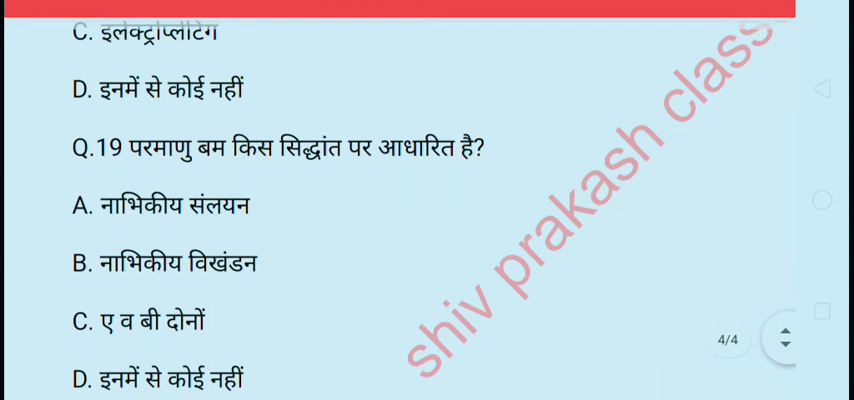 C. इलेक्ट्रोप्लेटिंग
D. इनमें से कोई नहीं
Q.19 परमाणु बम किस सिद्धांत पर आधारित है?
A. नाभिकीय संलयन
B. नाभिकीय विखंडन
C. ए व बी दोनों
4/4
D. इनमें से कोई नहीं
shiv prakash class